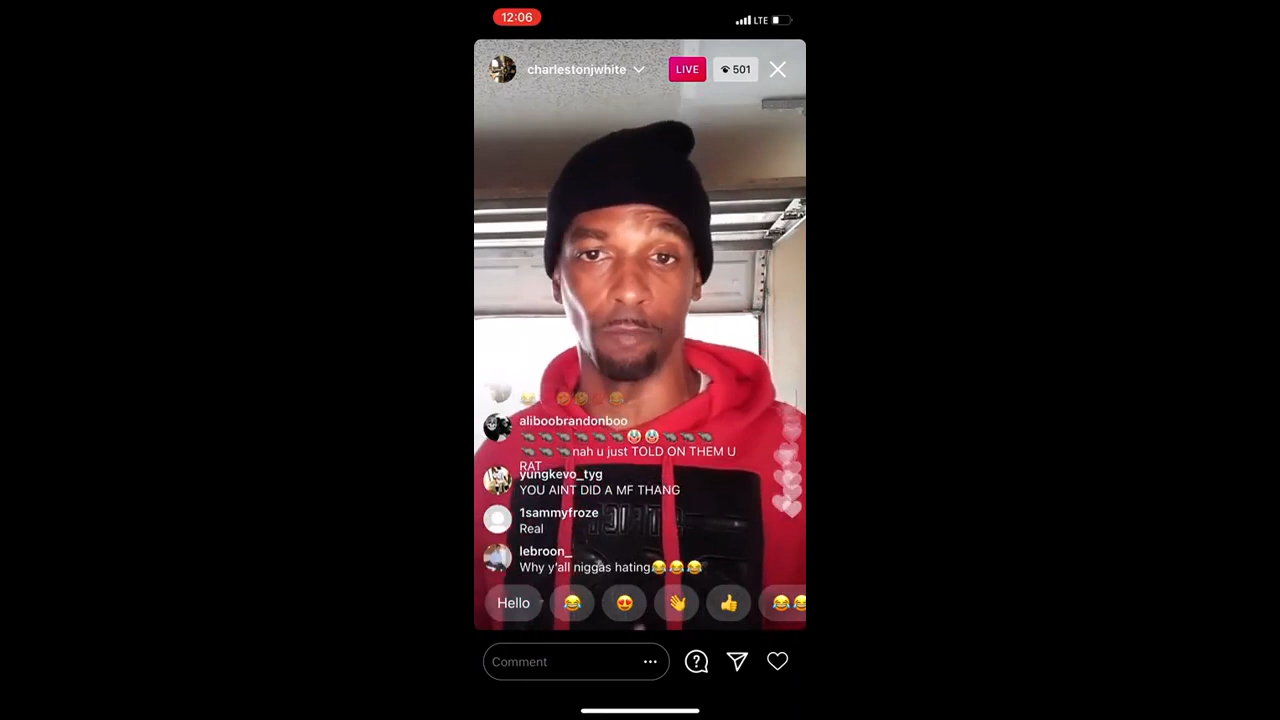 12:06
LTE
charlestonjwhite
LIVE
501
aliboobrandonboo
🐀🐀🐀🐀🐀🐀🤡🤡🐀🐀🐀
🐀🐀🐀nah u just TOLD ON THEM U
RAT
yungkevo_tyg
YOU AINT DID A MF THANG
1sammyfroze
Real
lebroon_
Why y'all niggas hating😂😂😂
Hello
Comment